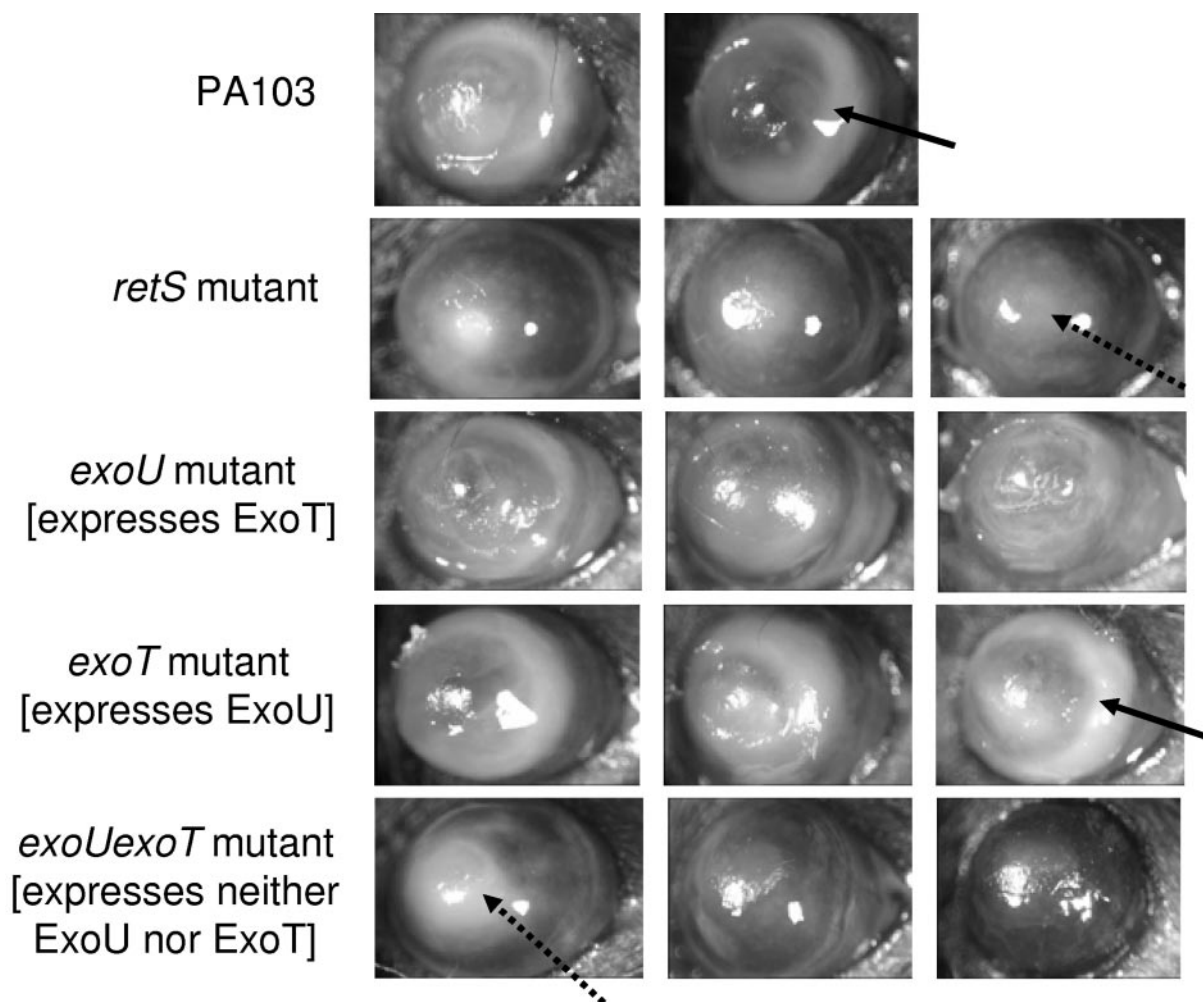 PA103
retS mutant
exoU mutant
[expresses ExoT]
exoT mutant
[expresses ExoU]
exoUexoT mutant
[expresses neither
ExoU nor ExoT]